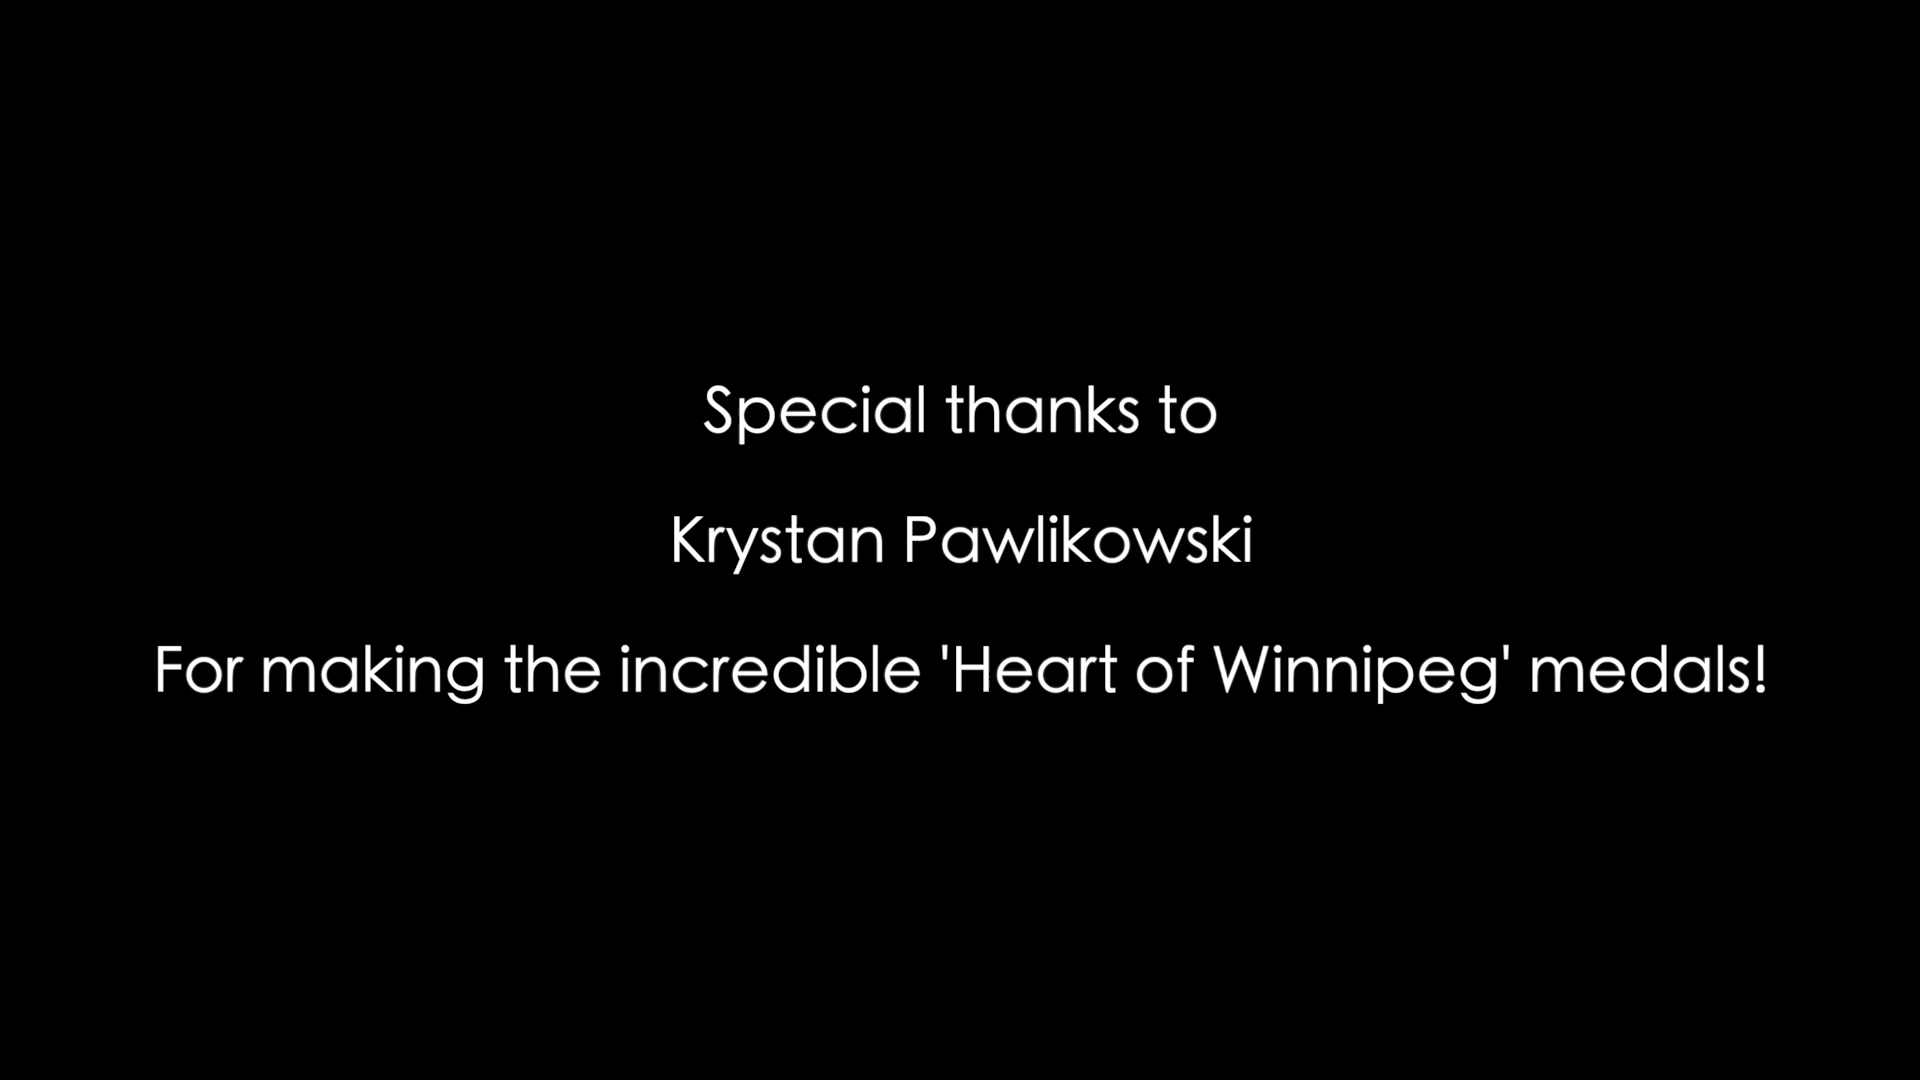 Special thanks to
Krystan Pawlikowski
For making the incredible 'Heart of Winnipeg' medals!